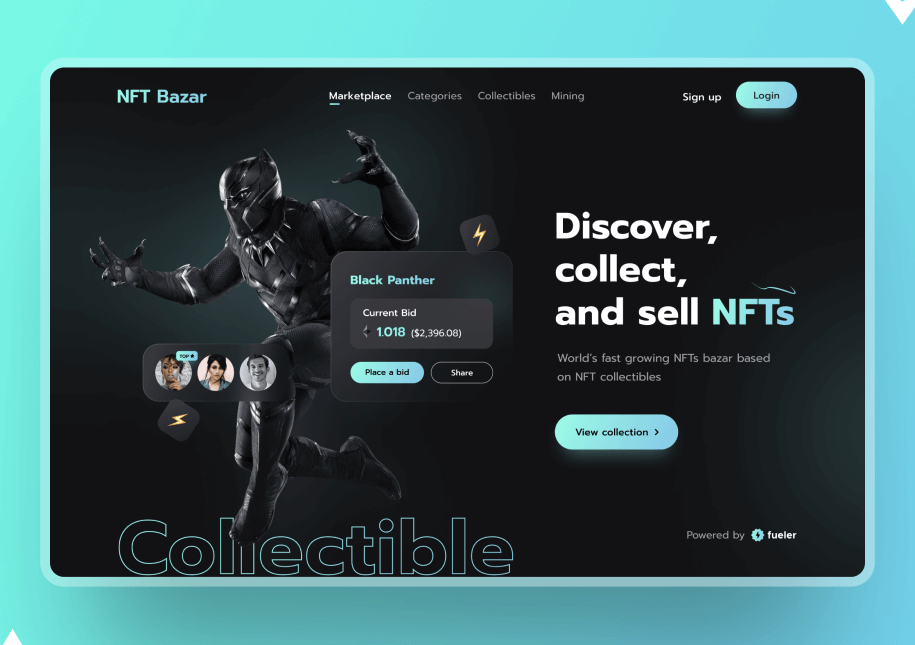 NFT Bazar
Marketplace Categories Collectibles Mining
Sign up
Login
Discover,
collect,
and sell NFTs
World's fast growing NFTs bazar based
on NFT collectibles
View collection
Black Panther
Current Bid
1.018 ($2,396.08)
Place a bid
Share
TOP
Collectible
Powered by fueler